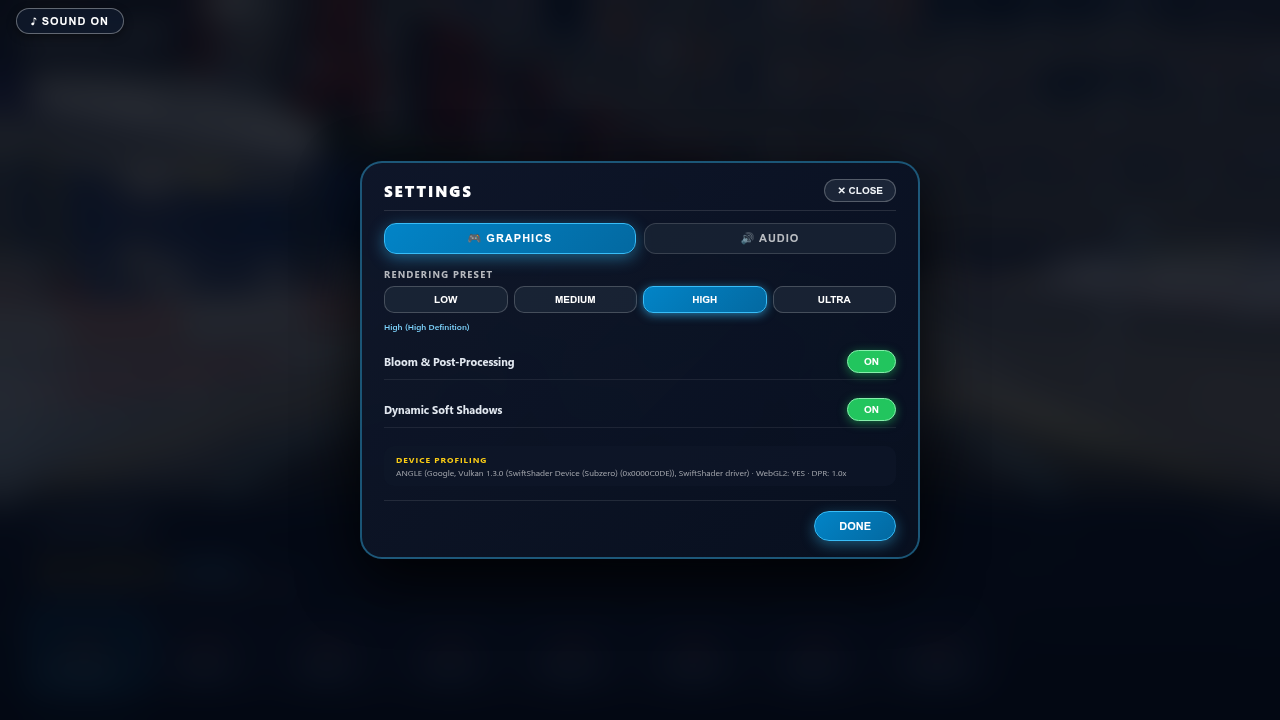 ♪ SOUND ON
SETTINGS
✕ CLOSE
🎮 GRAPHICS
🔊 AUDIO
RENDERING PRESET
LOW
MEDIUM
HIGH
ULTRA
High (High Definition)
Bloom & Post-Processing
ON
Dynamic Soft Shadows
ON
DEVICE PROFILING
ANGLE (Google, Vulkan 1.3.0 (SwiftShader Device (Subzero) (0x0000C0DE)), SwiftShader driver) · WebGL2: YES · DPR: 1.0x
DONE